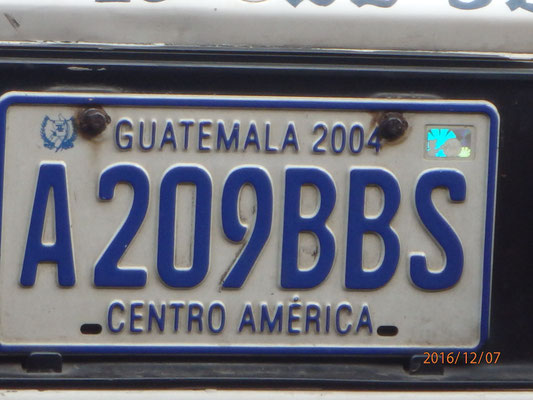 GUATEMALA 2004
A209BBS
CENTRO AMÉRICA
2016/12/07